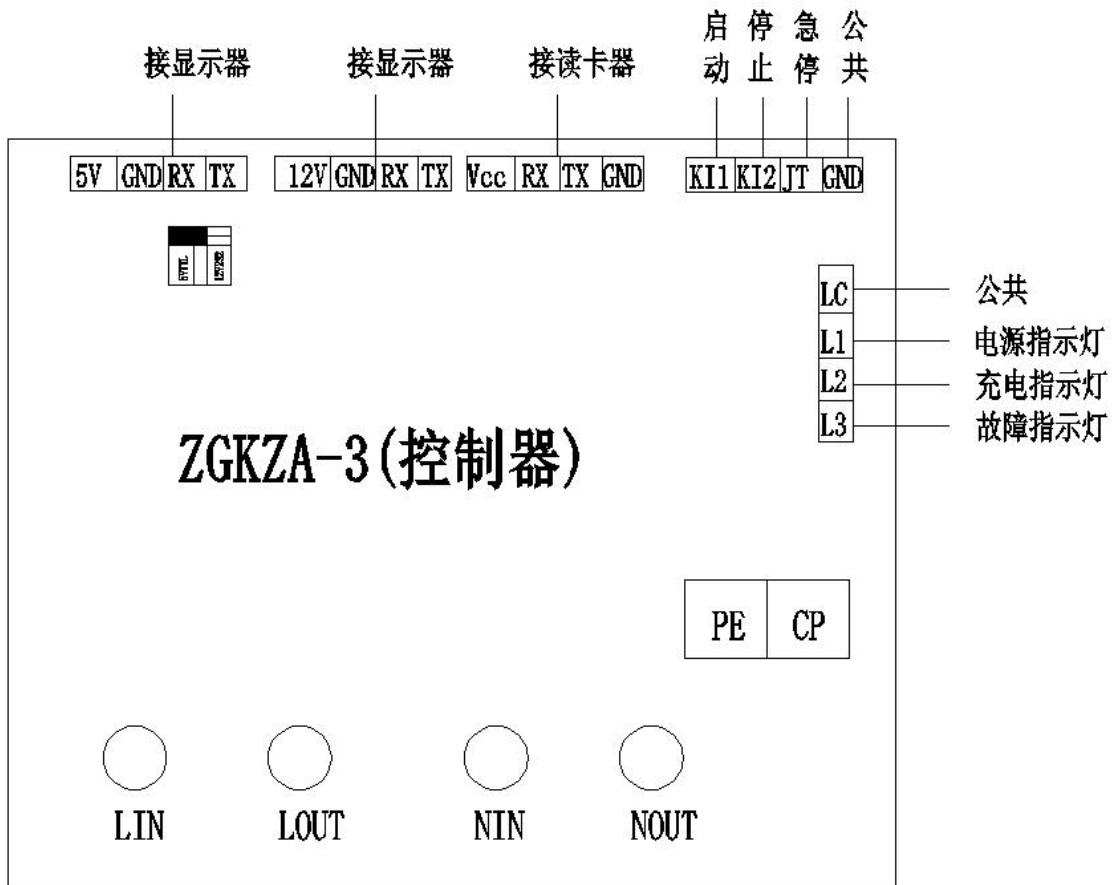 接显示器
接显示器
接读卡器
启动
停止
急停
公共
5V GND RX TX
12V GND RX TX
Vcc RX TX GND
KI1 KI2 JT GND
LC 公共
L1 电源指示灯
L2 充电指示灯
L3 故障指示灯
ZGKZA-3(控制器)
PE CP
LIN LOUT NIN NOUT